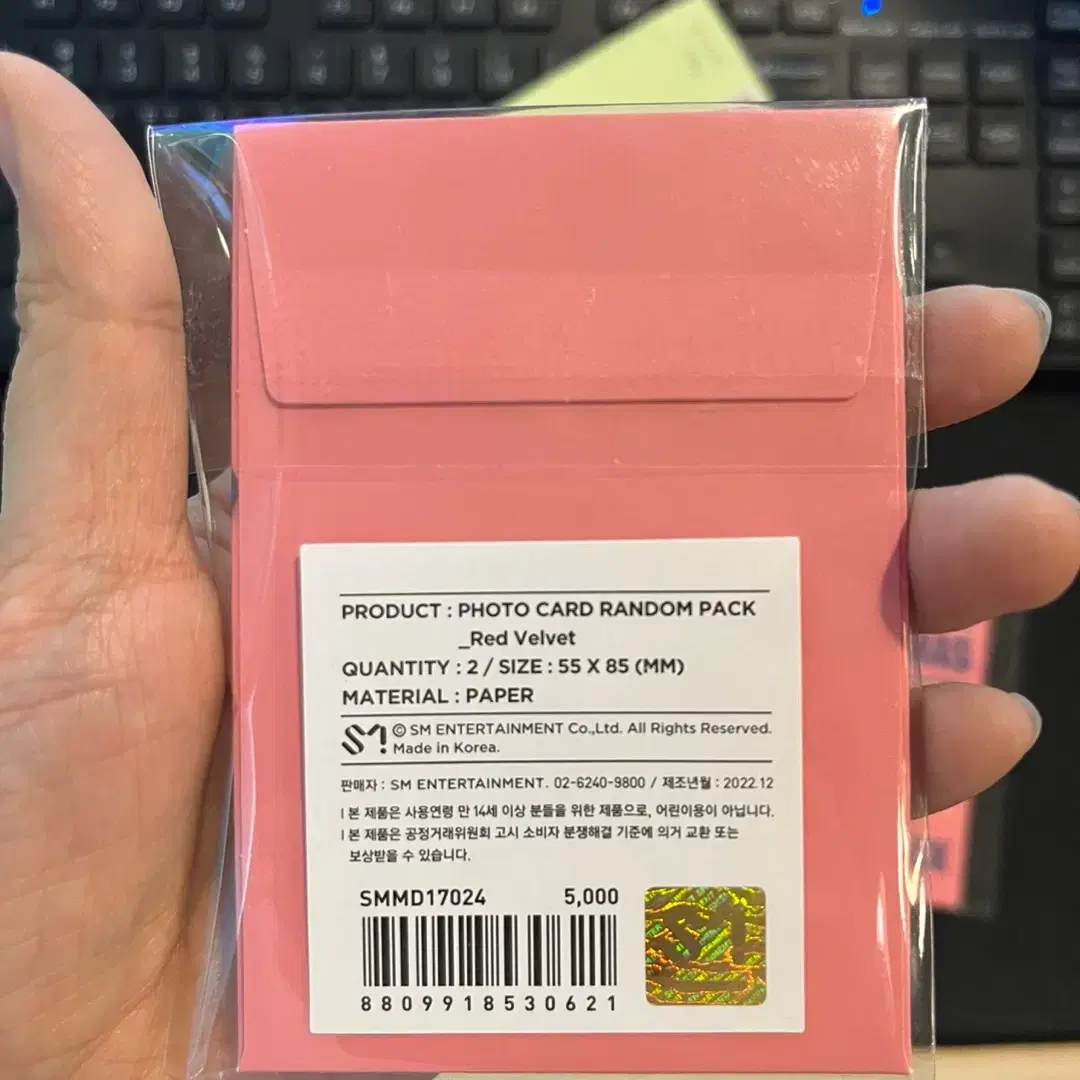 PRODUCT : PHOTO CARD RANDOM PACK
_Red Velvet
QUANTITY : 2 / SIZE : 55 X 85 (MM)
MATERIAL : PAPER
SM! © SM ENTERTAINMENT Co.,Ltd. All Rights Reserved.
Made in Korea.
판매자 : SM ENTERTAINMENT. 02-6240-9800 / 제조년월 : 2022.12
I 본 제품은 사용연령 만 14세 이상 분들을 위한 제품으로, 어린이용이 아닙니다.
I 본 제품은 공정거래위원회 고시 소비자 분쟁해결 기준에 의거 교환 또는
보상받을 수 있습니다.
SMMD17024 5,000
8809918530621
SM